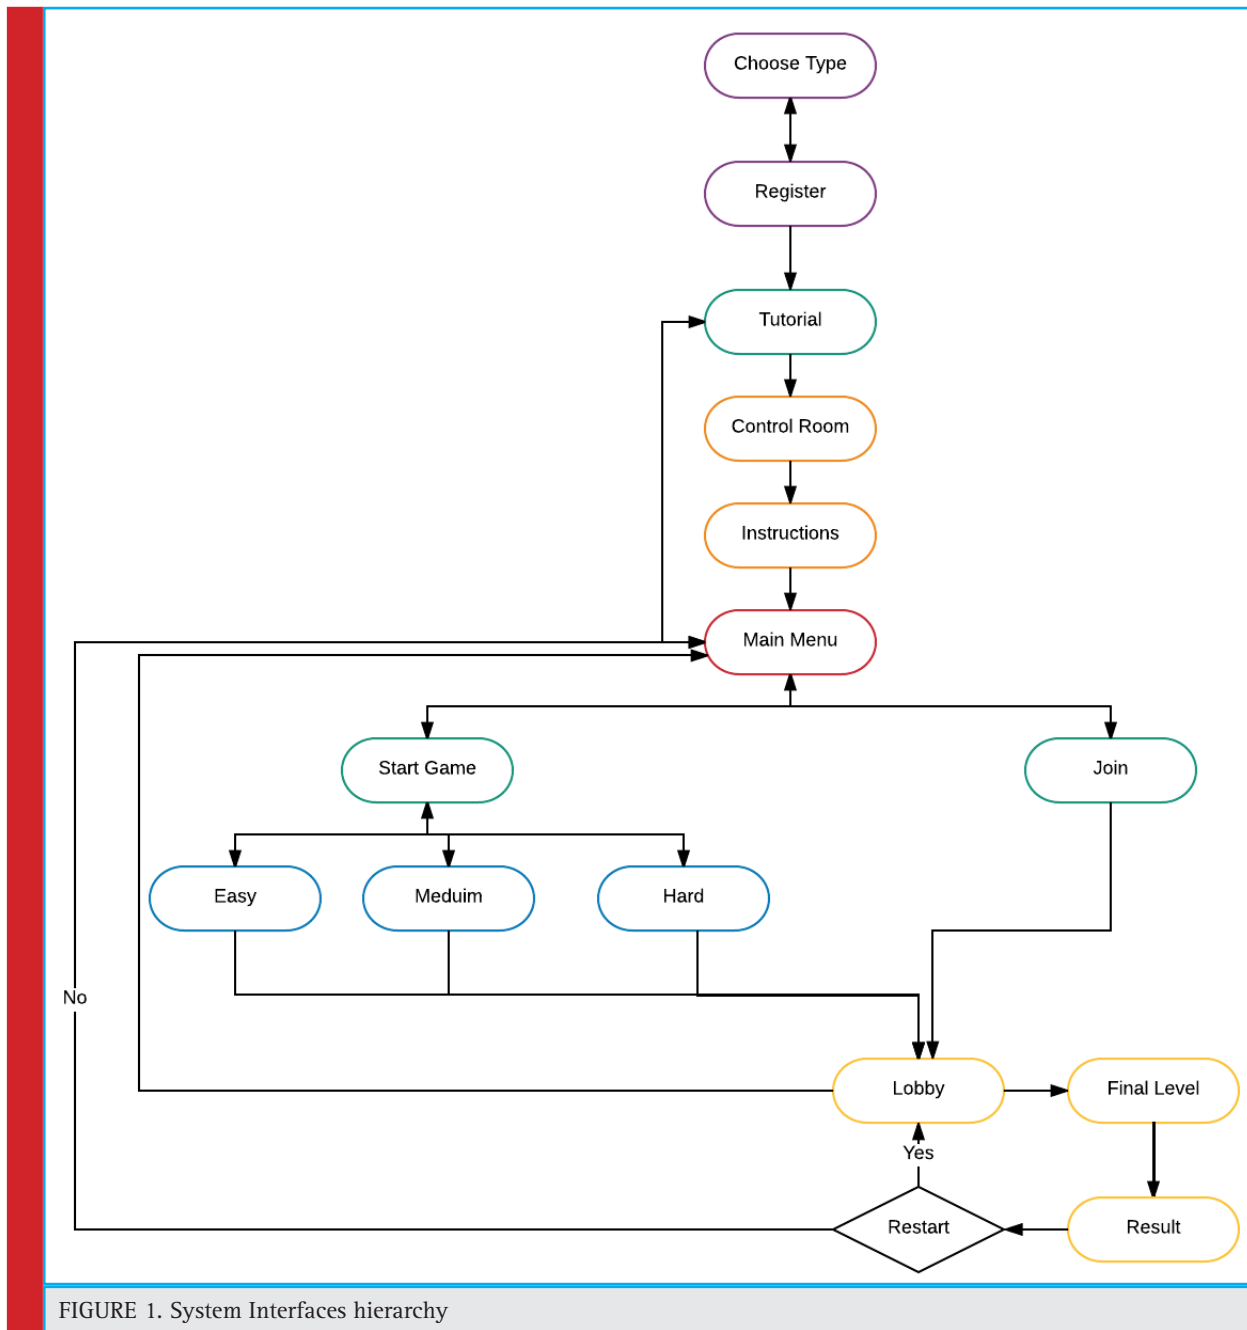 Choose Type
Register
Tutorial
Control Room
Instructions
Main Menu
Start Game
Join
Easy
Meduim
Hard
No
Lobby
Final Level
Yes
Restart
Result
FIGURE 1. System Interfaces hierarchy